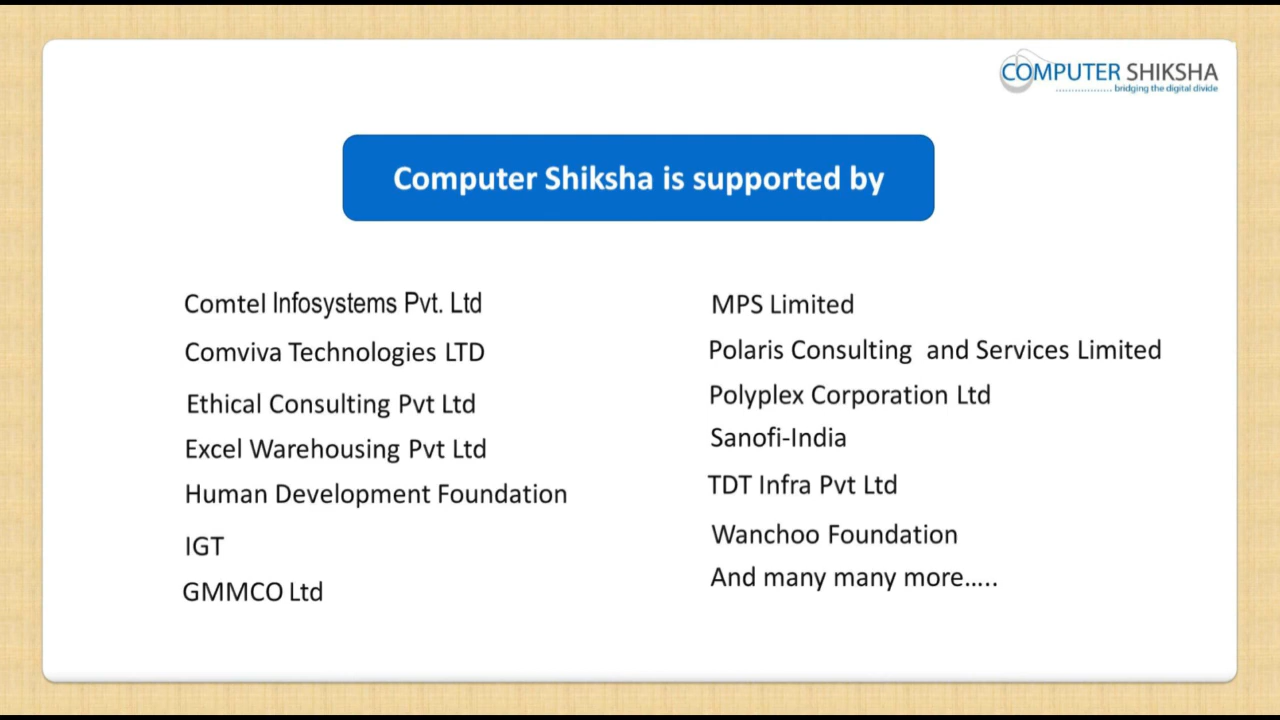 COMPUTER SHIKSHA
bridging the digital divide
Computer Shiksha is supported by
Comtel Infosystems Pvt. Ltd
Comviva Technologies LTD
Ethical Consulting Pvt Ltd
Excel Warehousing Pvt Ltd
Human Development Foundation
IGT
GMMCO Ltd
MPS Limited
Polaris Consulting  and Services Limited
Polyplex Corporation Ltd
Sanofi-India
TDT Infra Pvt Ltd
Wanchoo Foundation
And many many more.....